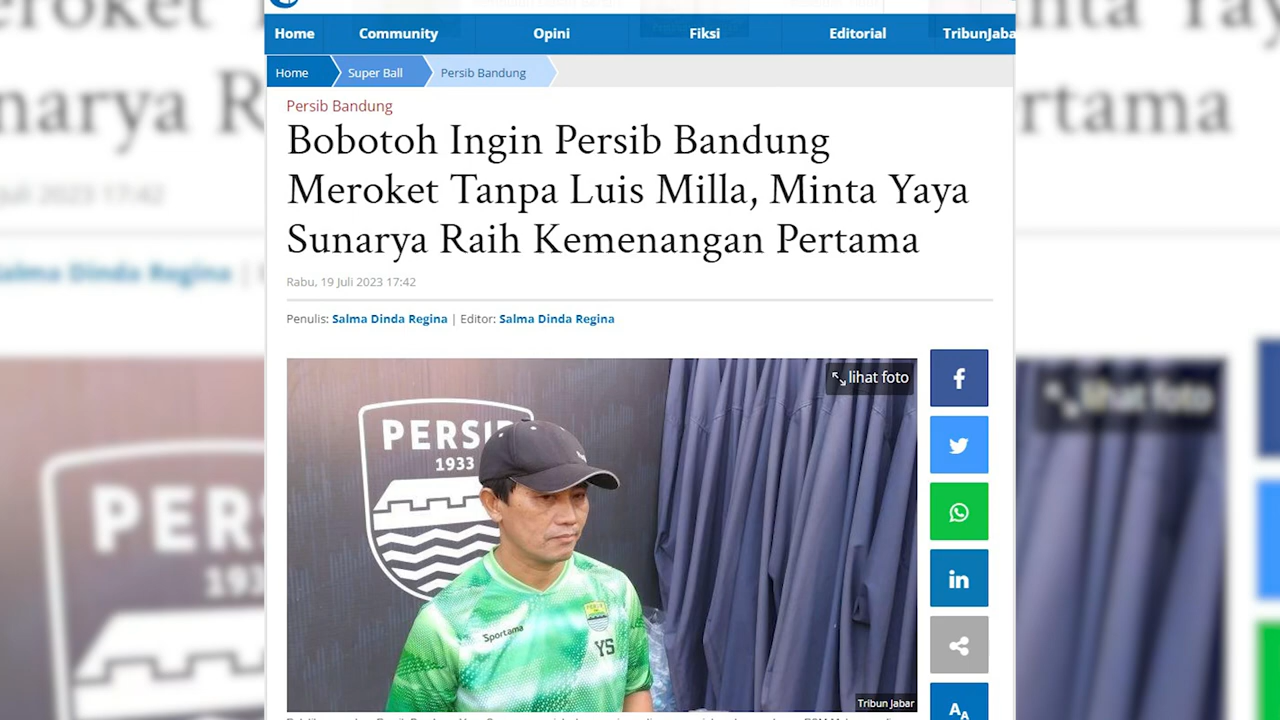 Home Community Opini Fiksi Editorial TribunJaba
Home Super Ball Persib Bandung
Persib Bandung
Bobotoh Ingin Persib Bandung
Meroket Tanpa Luis Milla, Minta Yaya
Sunarya Raih Kemenangan Pertama
Rabu, 19 Juli 2023 17:42
Penulis: Salma Dinda Regina | Editor: Salma Dinda Regina
lihat foto
PERSIB
1933
Sportama
YS
Tribun Jabar